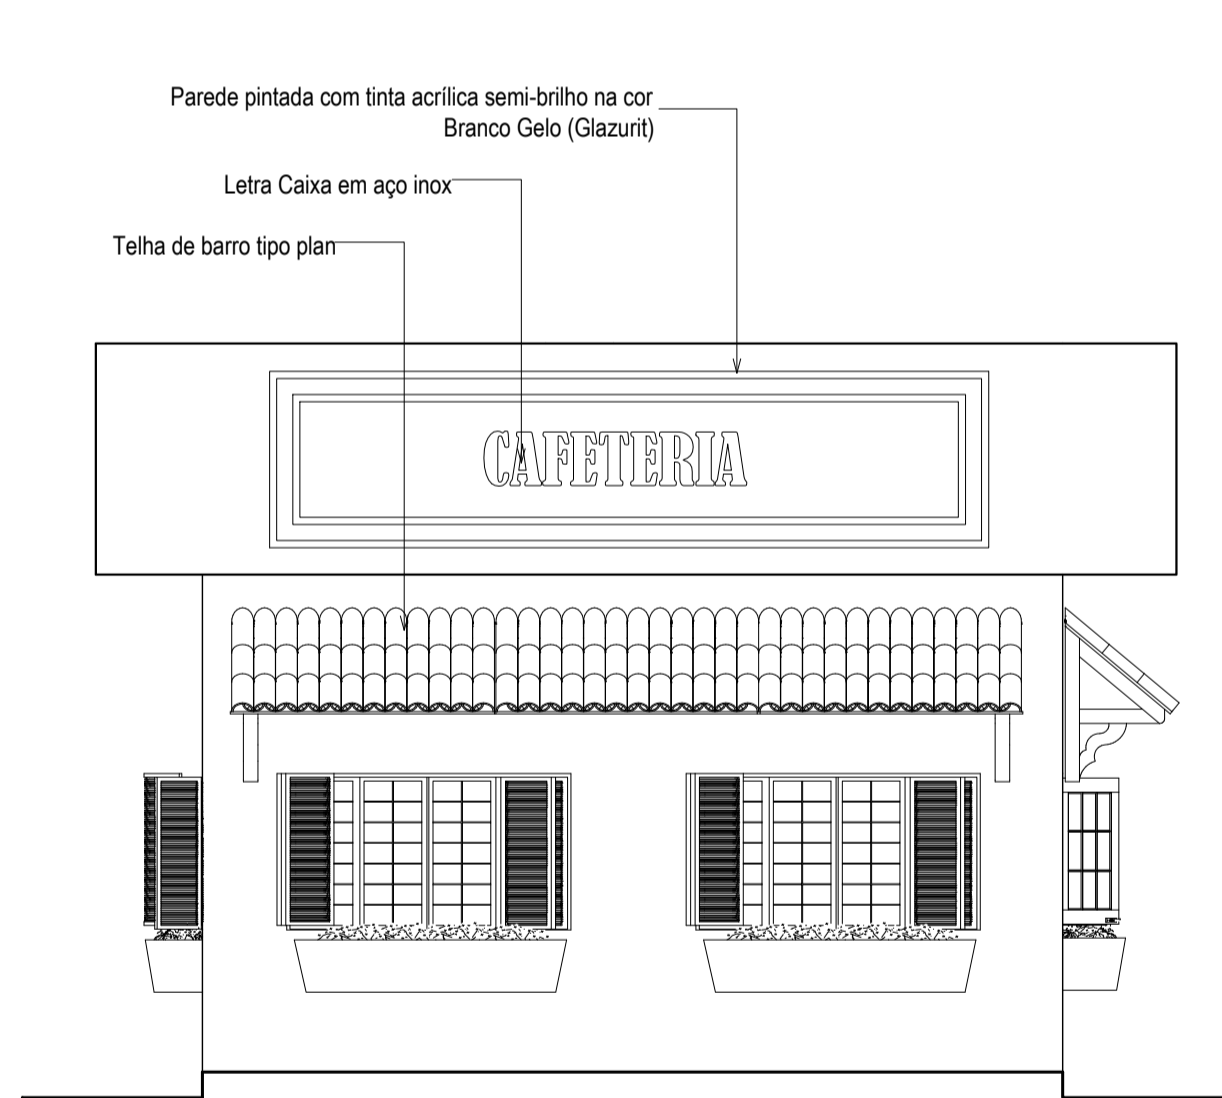 Parede pintada com tinta acrílica semi-brilho na cor
Branco Gelo (Glazurit)
Letra Caixa em aço inox
Telha de barro tipo plan
CAFETERIA